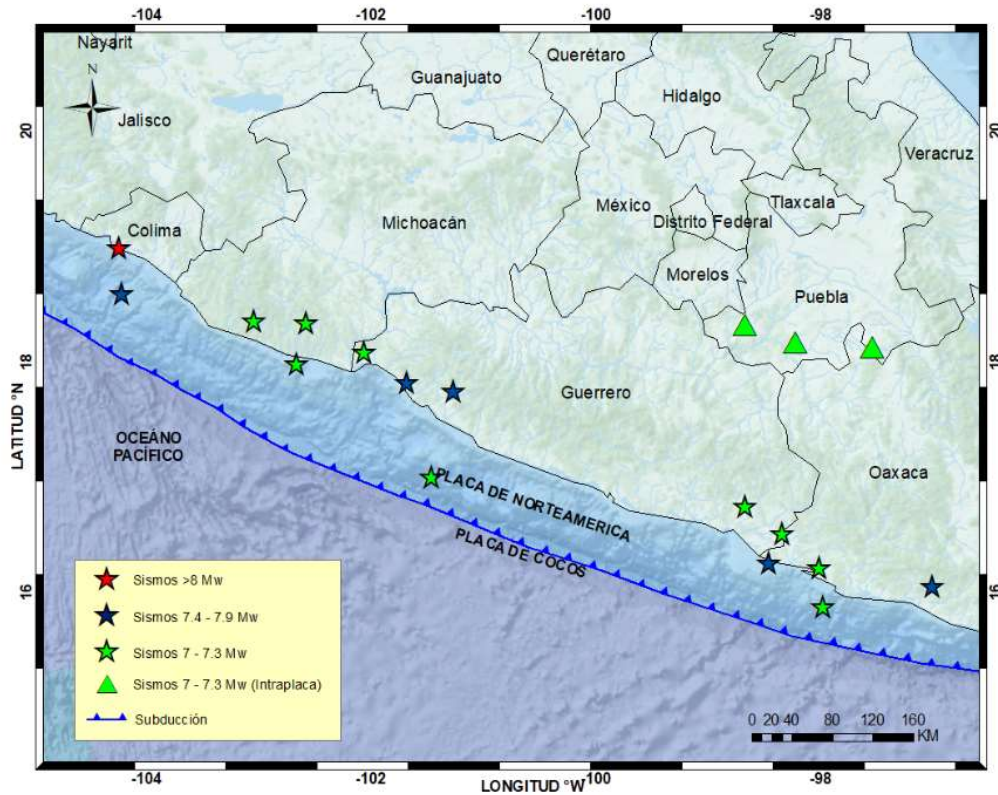 -104
-102
-100
-98
Nayarit
Querétaro
Guanajuato
N
Hidalgo
20
20
Jalisco
Veracruz
México
Tlaxcala
Michoacán
Distrito Federal
Colima
Morelos
Puebla
18
18
Guerrero
LATITUD °N
OCEÁNO
PACÍFICO
Oaxaca
PLACA DE NORTEAMERICA
PLACA DE COCOS
16
16
Sismos >8 Mw
Sismos 7.4 - 7.9 Mw
Sismos 7 - 7.3 Mw
Sismos 7 - 7.3 Mw (Intraplaca)
Subducción
0 20 40 80 120 160
KM
-104
-102
-100
-98
LONGITUD °W